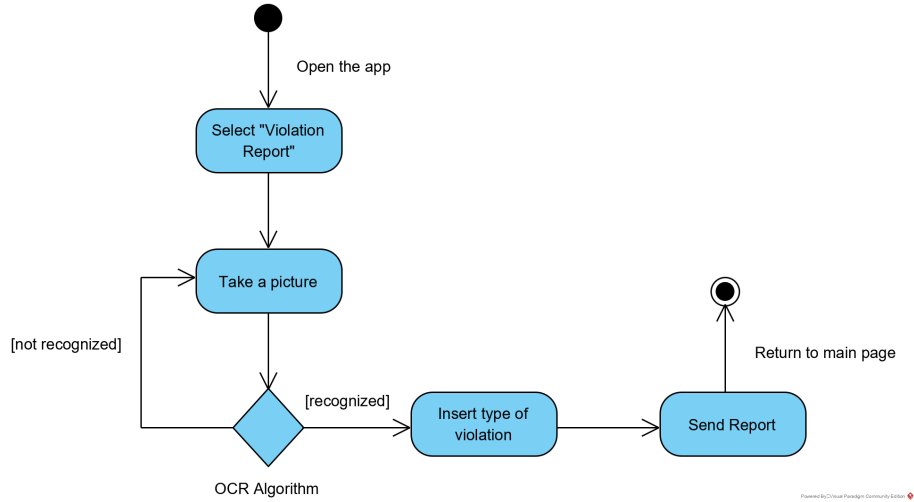 Open the app
Select "Violation
Report"
Take a picture
[not recognized]
Return to main page
[recognized]
Insert type of
violation
Send Report
OCR Algorithm
Powered By Visual Paradigm Community Edition